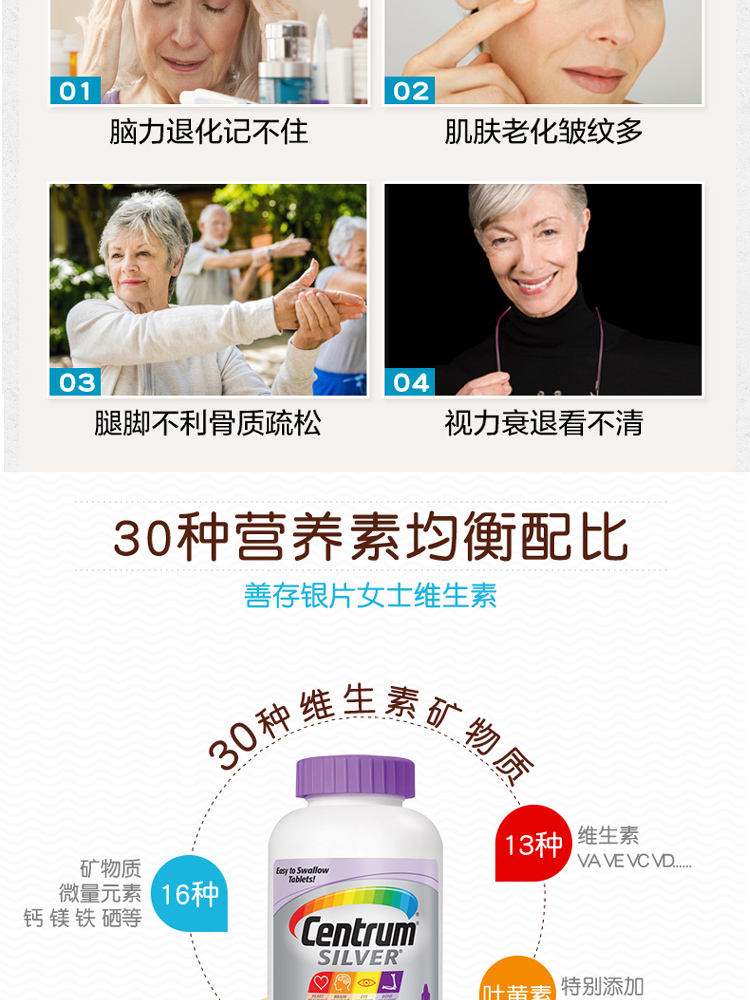 01
02
脑力退化记不住
肌肤老化皱纹多
03
04
腿脚不利骨质疏松
视力衰退看不清
30种营养素均衡配比
善存银片女士维生素
30种维生素矿物质
13种
维生素
VA VE VC VD......
矿物质
微量元素
钙 镁 铁 硒等
16种
Easy to Swallow
Tablets!
Centrum®
SILVER®
叶黄素
特别添加